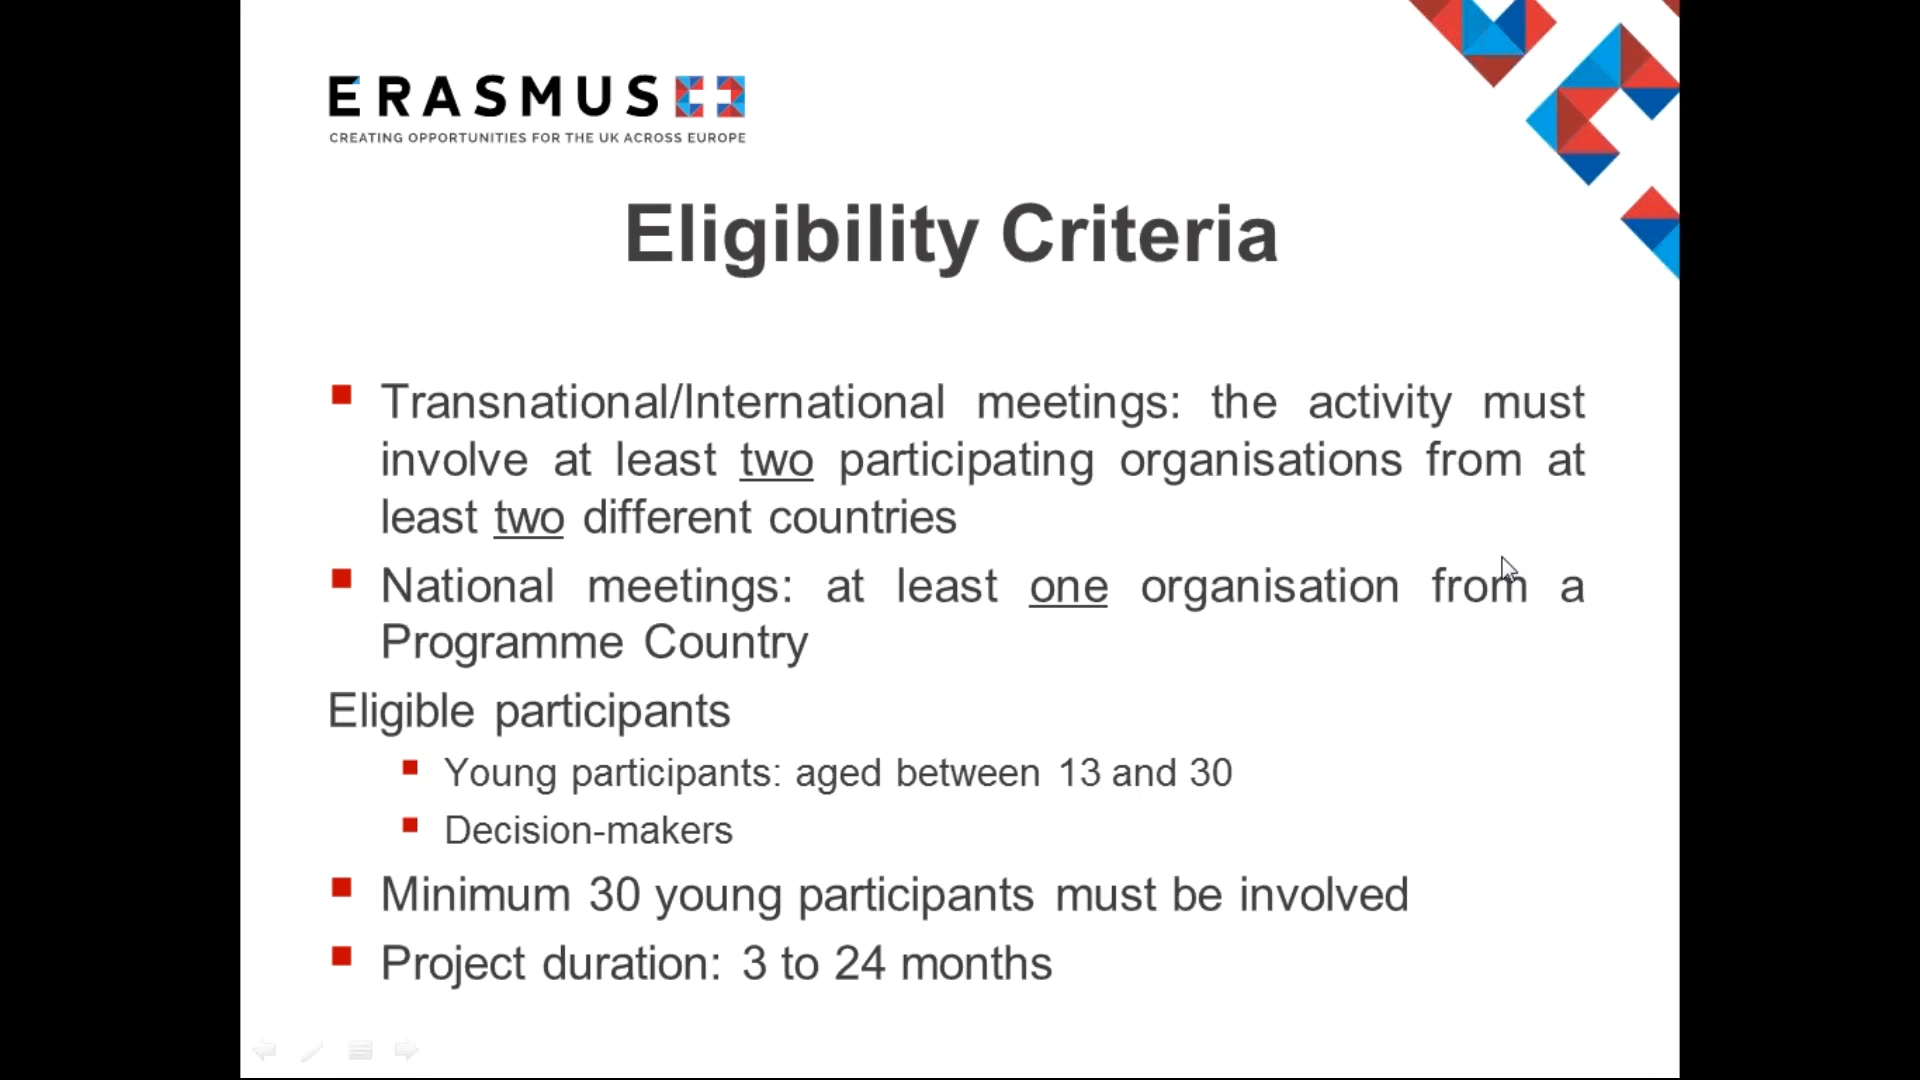 ERASMUS
CREATING OPPORTUNITIES FOR THE UK ACROSS EUROPE
Eligibility Criteria
Transnational/International meetings: the activity must
involve at least two participating organisations from at
least two different countries
National meetings: at least one organisation from a
Programme Country
Eligible participants
Young participants: aged between 13 and 30
Decision-makers
Minimum 30 young participants must be involved
Project duration: 3 to 24 months